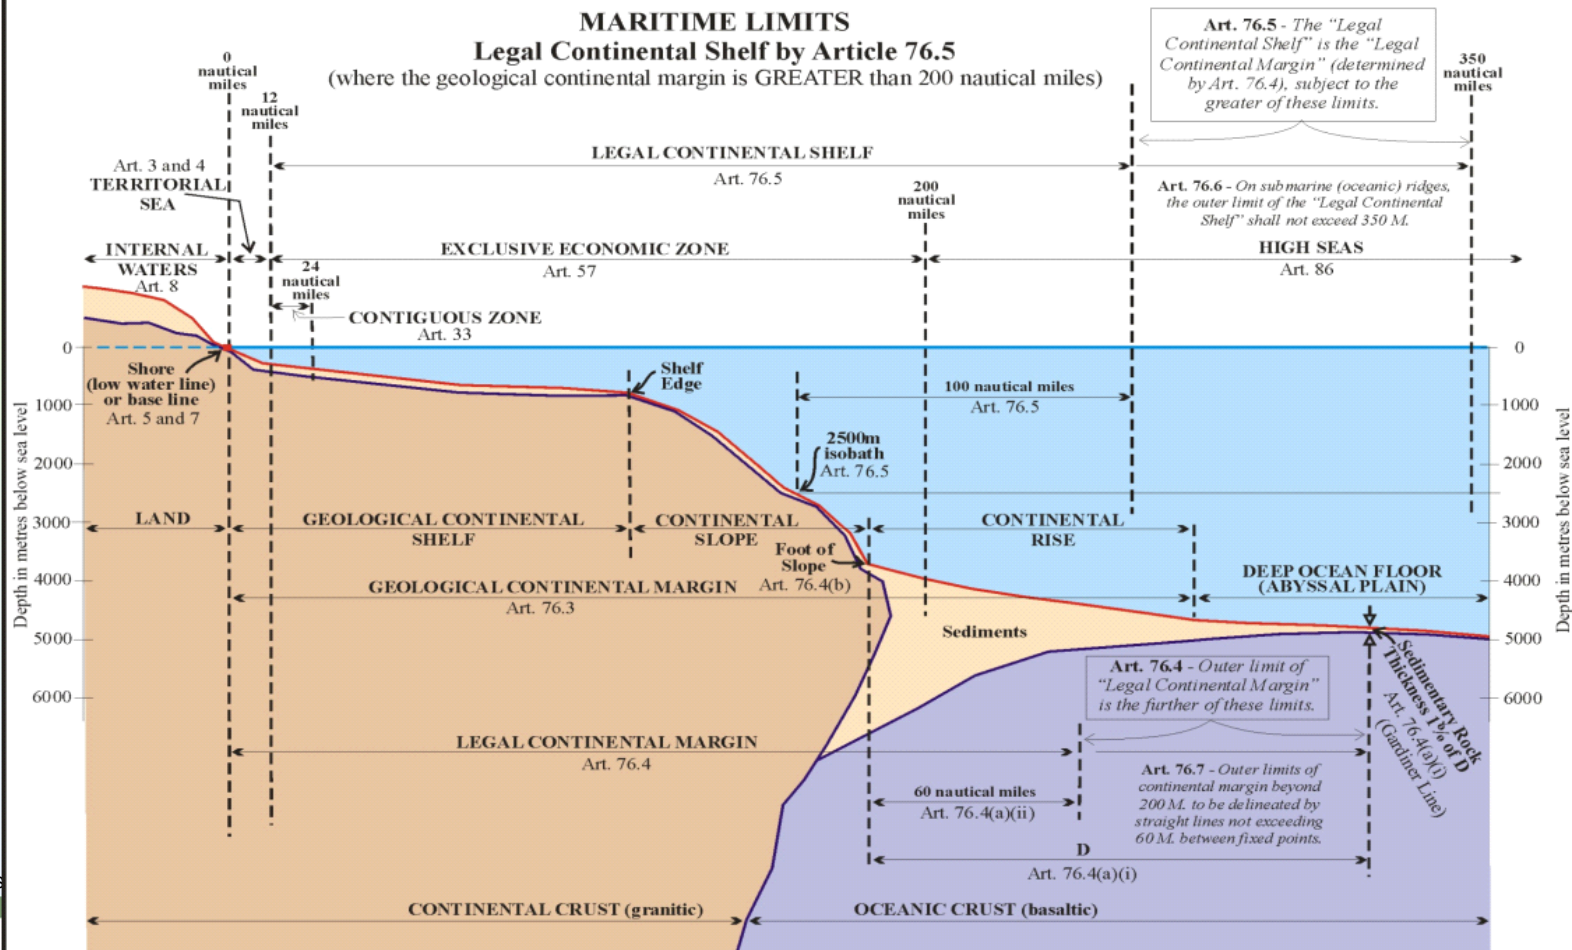 MARITIME LIMITS
Legal Continental Shelf by Article 76.5
(where the geological continental margin is GREATER than 200 nautical miles)
Art. 76.5 - The “Legal
Continental Shelf” is the “Legal
Continental Margin” (determined
by Art. 76.4), subject to the
greater of these limits.
0
nautical
miles
12
nautical
miles
350
nautical
miles
LEGAL CONTINENTAL SHELF
Art. 76.5
Art. 3 and 4
TERRITORIAL
SEA
200
nautical
miles
Art. 76.6 - On submarine (oceanic) ridges,
the outer limit of the “Legal Continental
Shelf” shall not exceed 350 M.
INTERNAL
WATERS
Art. 8
EXCLUSIVE ECONOMIC ZONE
Art. 57
HIGH SEAS
Art. 86
24
nautical
miles
CONTIGUOUS ZONE
Art. 33
0
1000
2000
3000
4000
5000
6000
Depth in metres below sea level
0
1000
2000
3000
4000
5000
6000
Depth in metres below sea level
Shore
(low water line)
or base line
Art. 5 and 7
Shelf
Edge
100 nautical miles
Art. 76.5
2500m
isobath
Art. 76.5
LAND
GEOLOGICAL CONTINENTAL
SHELF
CONTINENTAL
SLOPE
CONTINENTAL
RISE
Foot of
Slope
Art. 76.4(b)
GEOLOGICAL CONTINENTAL MARGIN
Art. 76.3
DEEP OCEAN FLOOR
(ABYSSAL PLAIN)
Sediments
Sedimentary Rock
Thickness 1% of D
Art. 76.4(a)(i)
(Gardiner Line)
Art. 76.4 - Outer limit of
“Legal Continental Margin”
is the further of these limits.
LEGAL CONTINENTAL MARGIN
Art. 76.4
Art. 76.7 - Outer limits of
continental margin beyond
200 M. to be delineated by
straight lines not exceeding
60 M. between fixed points.
60 nautical miles
Art. 76.4(a)(ii)
D
Art. 76.4(a)(i)
CONTINENTAL CRUST (granitic)
OCEANIC CRUST (basaltic)